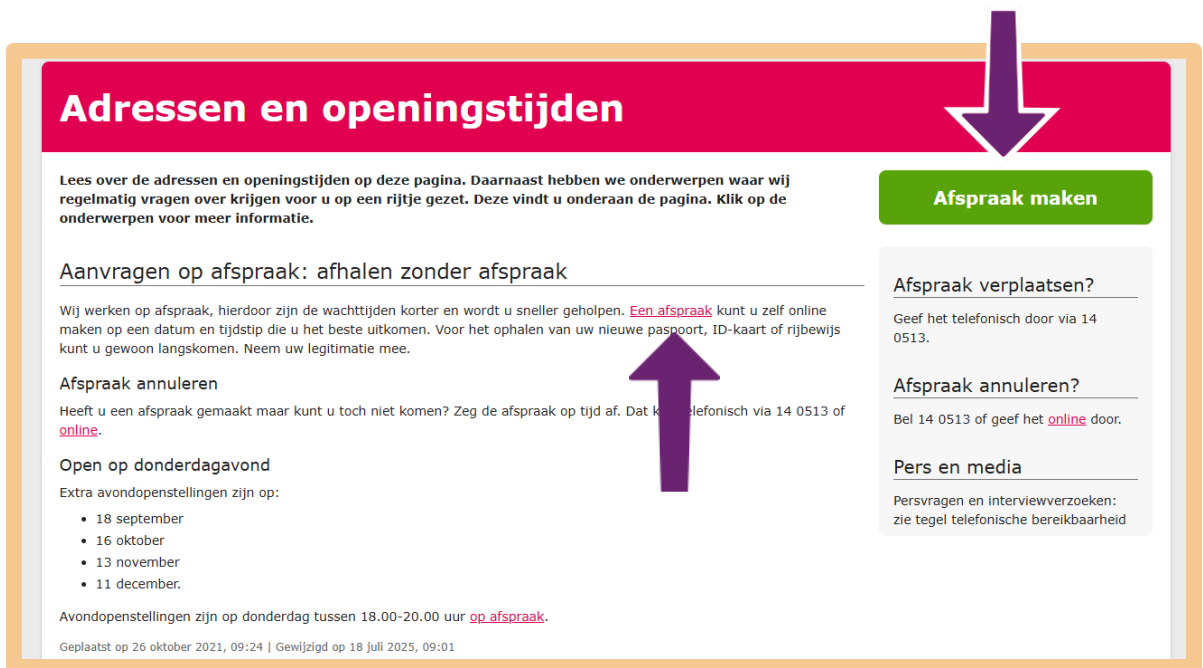 Adressen en openingstijden
Lees over de adressen en openingstijden op deze pagina. Daarnaast hebben we onderwerpen waar wij
regelmatig vragen over krijgen voor u op een rijtje gezet. Deze vindt u onderaan de pagina. Klik op de
onderwerpen voor meer informatie.
Aanvragen op afspraak: afhalen zonder afspraak
Wij werken op afspraak, hierdoor zijn de wachttijden korter en wordt u sneller geholpen. Een afspraak kunt u zelf online
maken op een datum en tijdstip die u het beste uitkomen. Voor het ophalen van uw nieuwe paspoort, ID-kaart of rijbewijs
kunt u gewoon langskomen. Neem uw legitimatie mee.
Afspraak annuleren
Heeft u een afspraak gemaakt maar kunt u toch niet komen? Zeg de afspraak op tijd af. Dat via 14 0513 of
online.
Open op donderdagavond
Extra avondopenstellingen zijn op:
• 18 september
• 16 oktober
• 13 november
• 11 december.
Avondopenstellingen zijn op donderdag tussen 18.00-20.00 uur op afspraak.
Geplaatst op 26 oktober 2021, 09:24 | Gewijzigd op 18 juli 2025, 09:01
Afspraak maken
Afspraak verplaatsen?
Geef het telefonisch door via 14
0513.
Afspraak annuleren?
Bel 14 0513 of geef het online door.
Pers en media
Persvragen en interviewverzoeken:
zie tegel telefonische bereikbaarheid